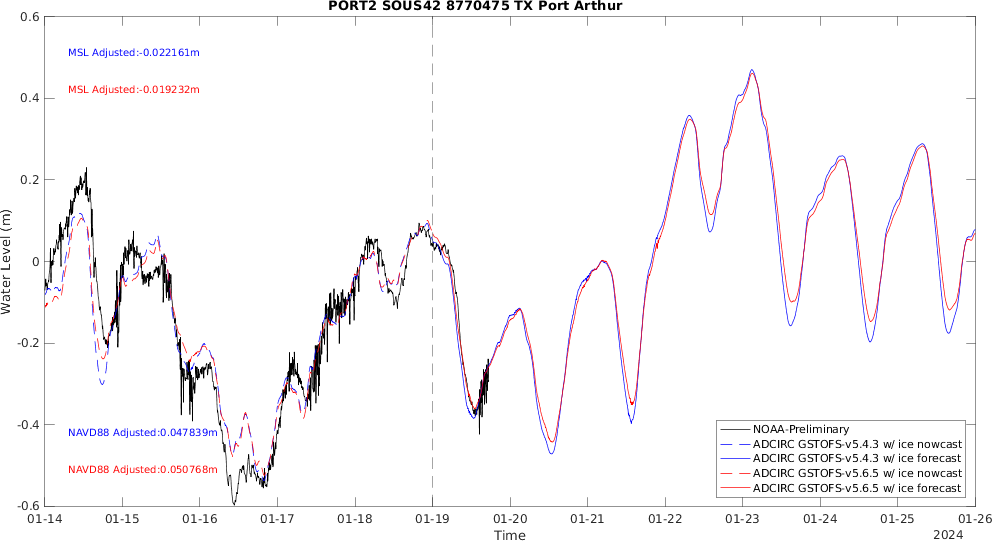 PORT2 SOUS42 8770475 TX Port Arthur
0.6
0.4
0.2
0
-0.2
-0.4
-0.6
Water Level (m)
MSL Adjusted:-0.022161m
MSL Adjusted:-0.019232m
NAVD88 Adjusted:0.047839m
NAVD88 Adjusted:0.050768m
NOAA-Preliminary
ADCIRC GSTOFS-v5.4.3 w/ ice nowcast
ADCIRC GSTOFS-v5.4.3 w/ ice forecast
ADCIRC GSTOFS-v5.6.5 w/ ice nowcast
ADCIRC GSTOFS-v5.6.5 w/ ice forecast
01-14 01-15 01-16 01-17 01-18 01-19 01-20 01-21 01-22 01-23 01-24 01-25 01-26
Time
2024